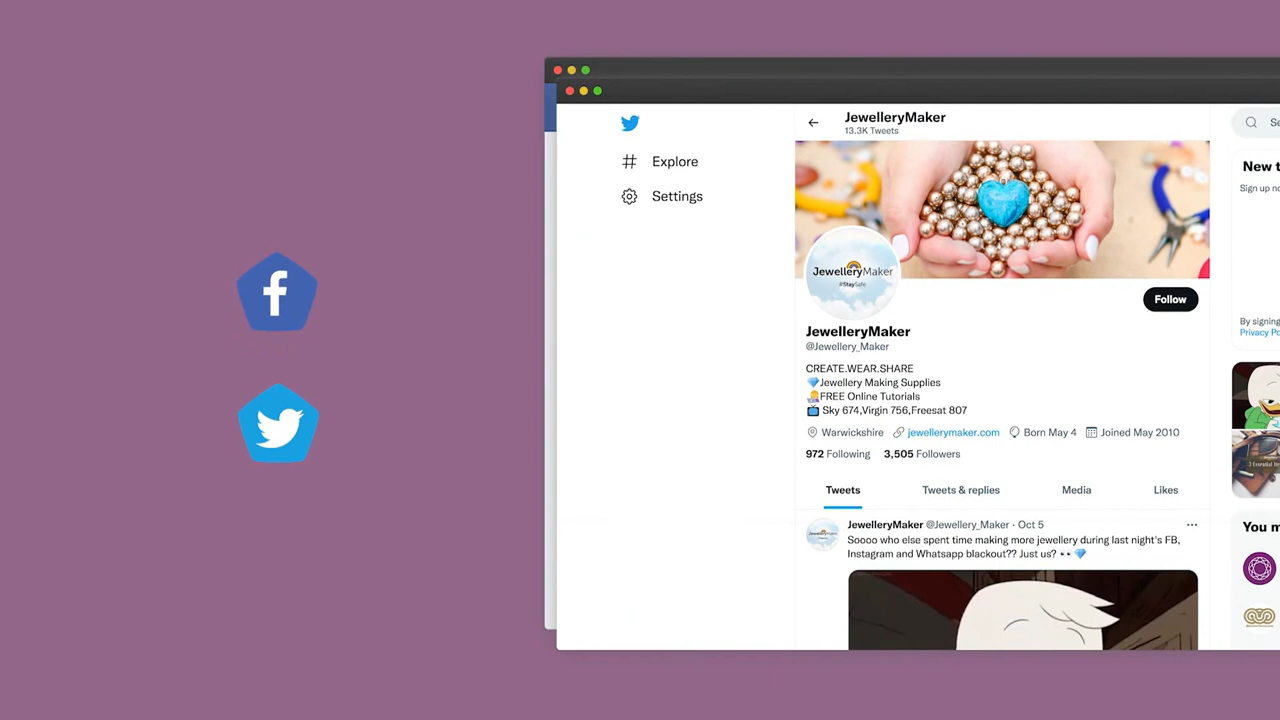 JewelleryMaker
13.3K Tweets
Explore
Settings
JewelleryMaker
#StaySafe
Follow
JewelleryMaker
@Jewellery_Maker
CREATE.WEAR.SHARE
Jewellery Making Supplies
FREE Online Tutorials
Sky 674,Virgin 756,Freesat 807
Warwickshire jewellerymaker.com Born May 4 Joined May 2010
972 Following 3,505 Followers
Tweets Tweets & replies Media Likes
JewelleryMaker @Jewellery_Maker · Oct 5
Soooo who else spent time making more jewellery during last night's FB,
Instagram and Whatsapp blackout?? Just us?
Se
New t
Sign up no
By signing
Privacy Po
You m